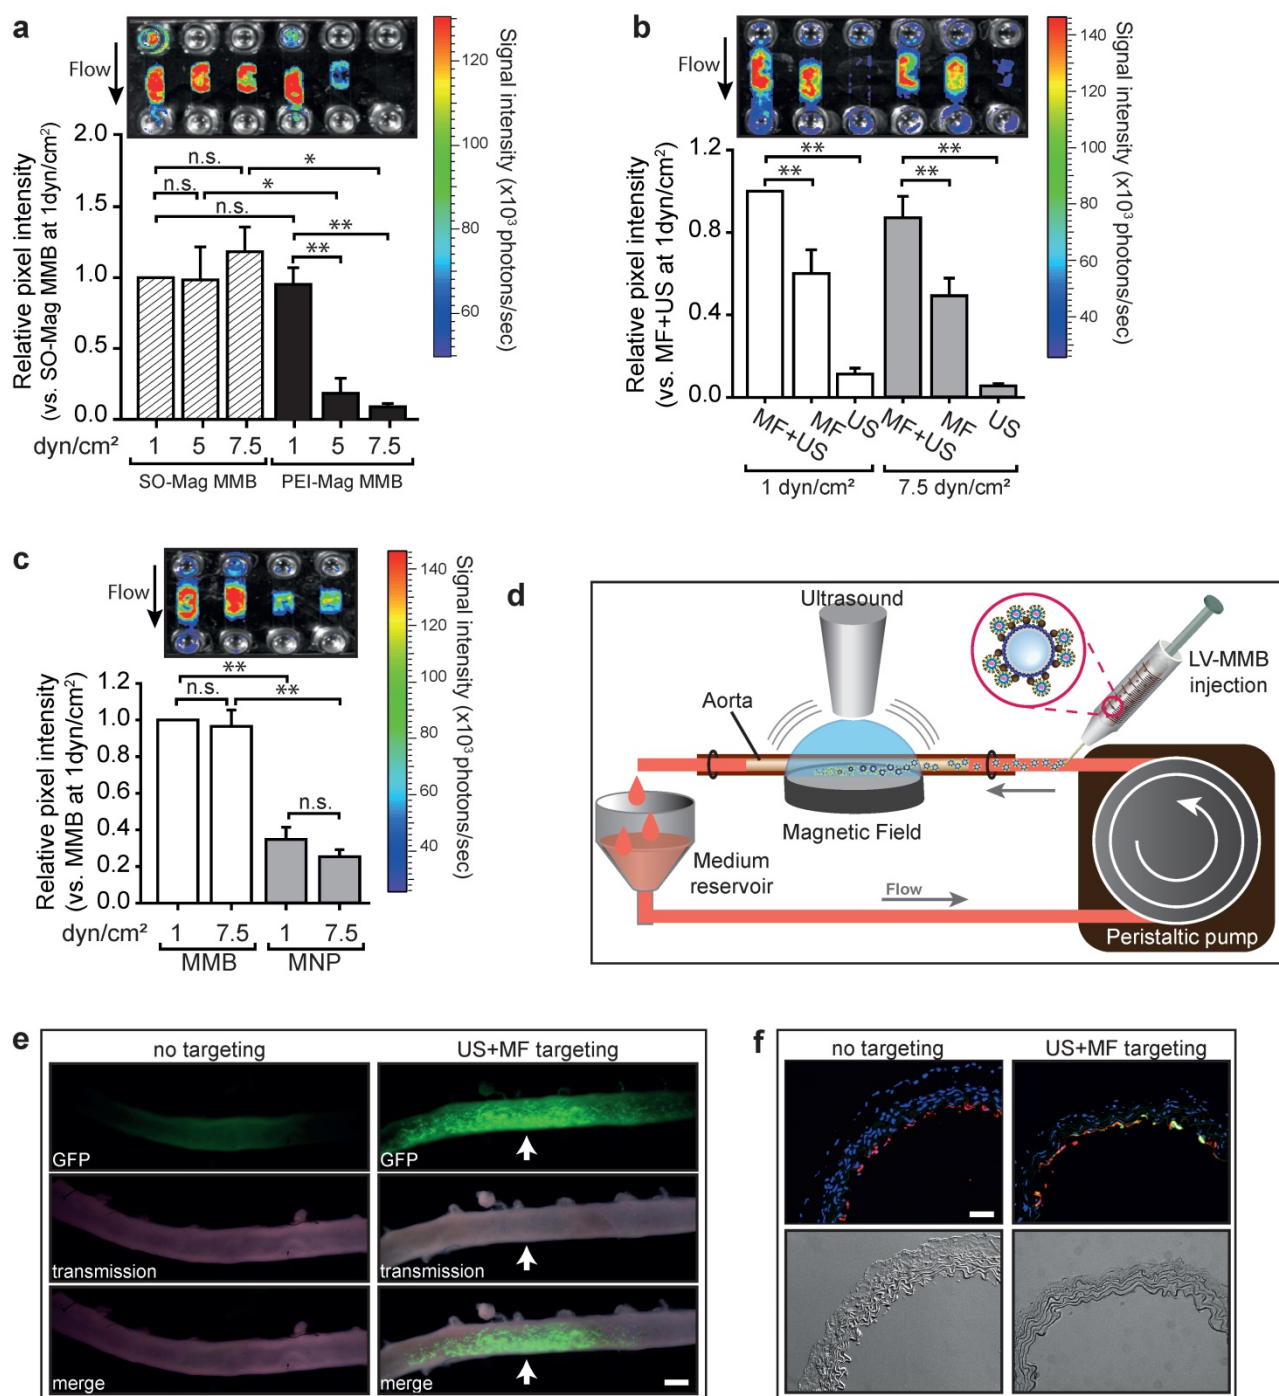 a
Flow
120
100
80
60
Signal intensity (x10³ photons/sec)
Relative pixel intensity
(vs. SO-Mag MMB at 1dyn/cm²)
2.0
1.5
1.0
0.5
0.0
n.s.
*
n.s.
*
n.s.
**
**
dyn/cm²
1 5 7.5 1 5 7.5
SO-Mag MMB PEI-Mag MMB
b
Flow
140
120
100
80
60
40
Signal intensity (x10³ photons/sec)
Relative pixel intensity
(vs. MF+US at 1dyn/cm²)
1.2
0.8
0.4
0.0
**
**
**
**
MF+US MF US MF+US MF US
1 dyn/cm² 7.5 dyn/cm²
c
Flow
140
120
100
80
60
40
Signal intensity (x10³ photons/sec)
Relative pixel intensity
(vs. MMB at 1dyn/cm²)
1.2
1.0
0.8
0.6
0.4
0.2
0.0
**
n.s.
**
n.s.
dyn/cm² 1 7.5 1 7.5
MMB MNP
d
Ultrasound
LV-MMB
injection
Aorta
Magnetic Field
Medium
reservoir
Flow
Peristaltic pump
e
no targeting US+MF targeting
GFP GFP
transmission transmission
merge merge
f
no targeting US+MF targeting